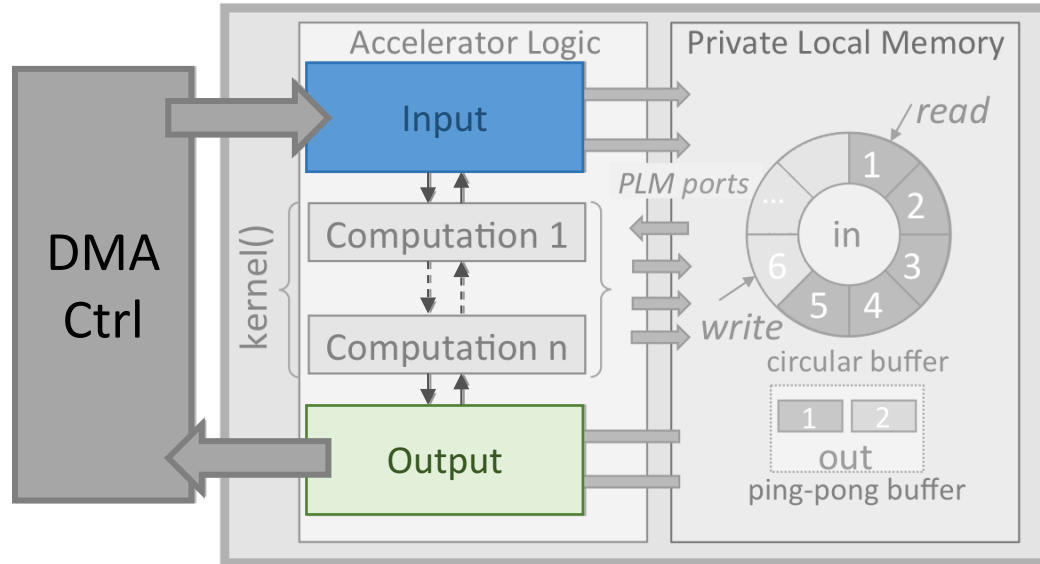 Accelerator Logic
Private Local Memory
DMA
Ctrl
Input
read
PLM ports
kernel()
Computation 1
Computation n
Output
1
2
3
4
5
6
...
in
write
circular buffer
1
2
out
ping-pong buffer